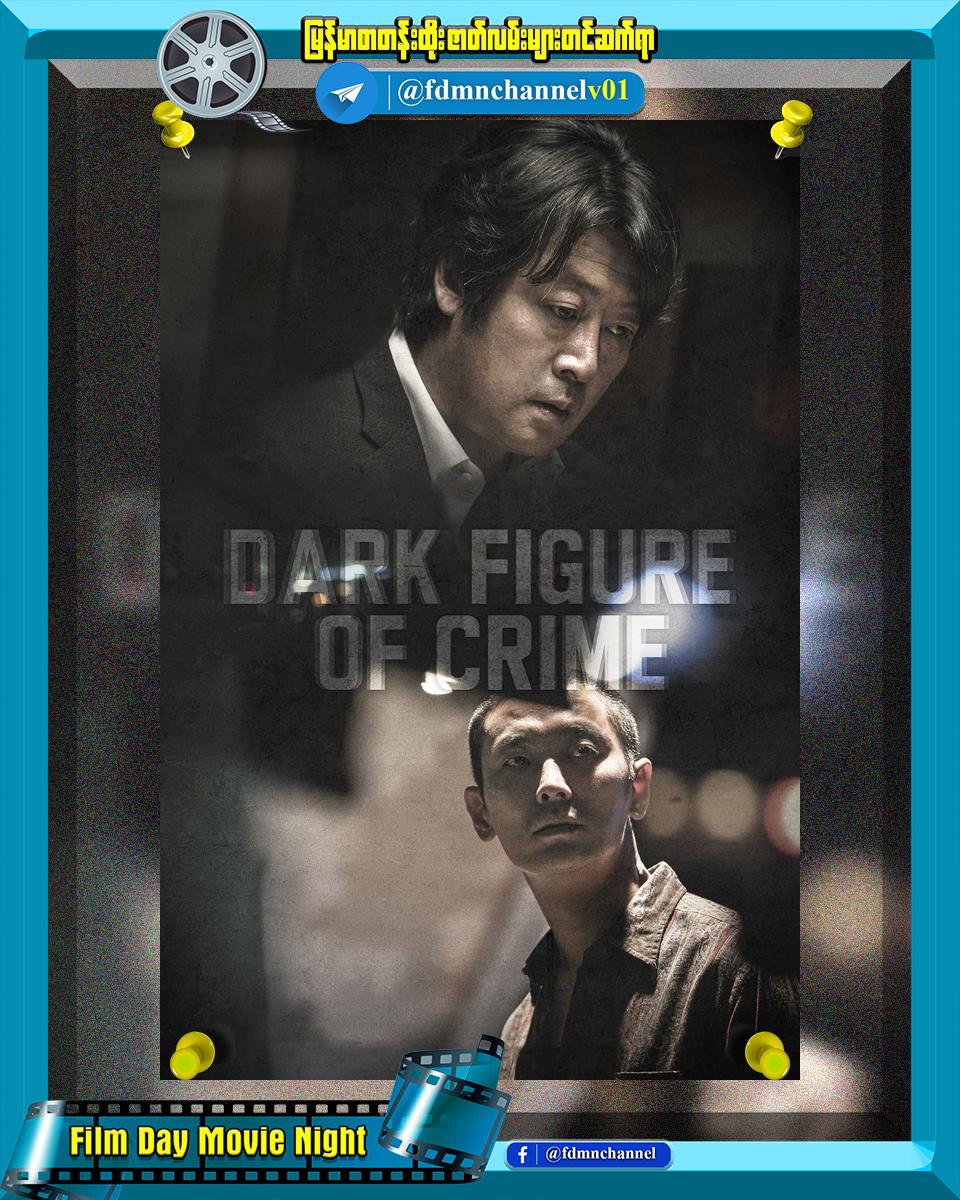 မြန်မာစာတန်းထိုးဇာတ်လမ်းများတင်ဆက်ရာ
@fdmnchannelv01
DARK FIGURE
OF CRIME
Film Day Movie Night
@fdmnchannel